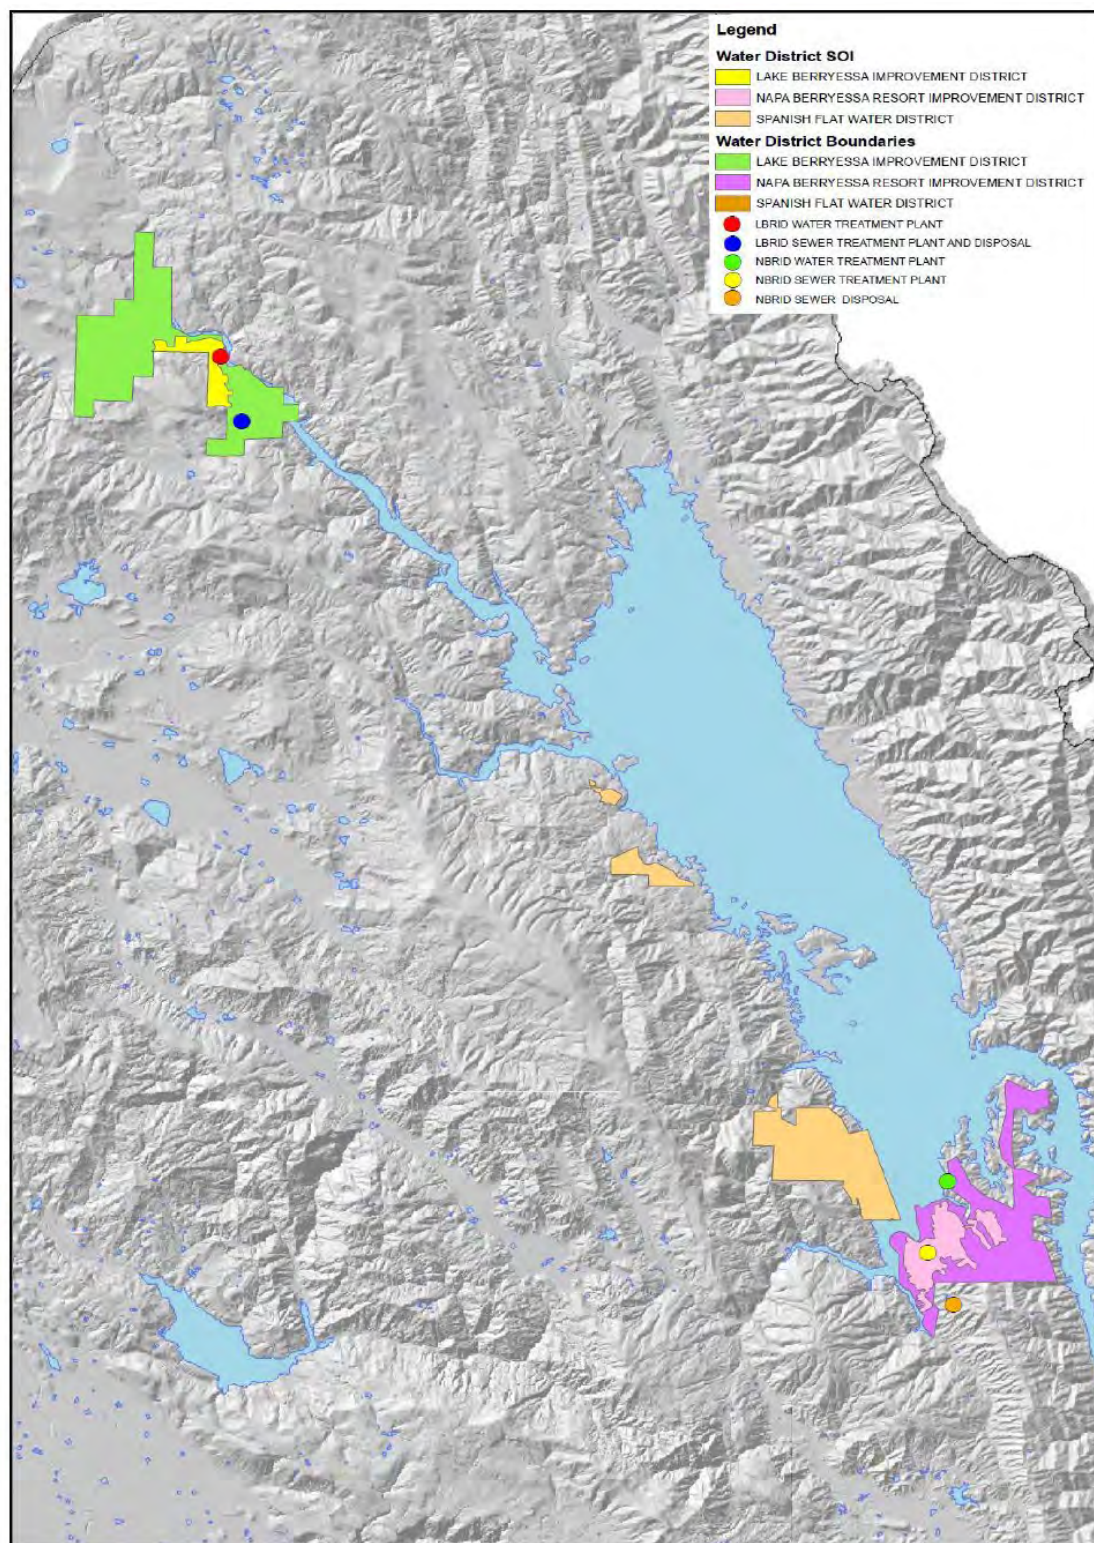 Legend
Water District SOI
LAKE BERRYESSA IMPROVEMENT DISTRICT
NAPA BERRYESSA RESORT IMPROVEMENT DISTRICT
SPANISH FLAT WATER DISTRICT
Water District Boundaries
LAKE BERRYESSA IMPROVEMENT DISTRICT
NAPA BERRYESSA RESORT IMPROVEMENT DISTRICT
SPANISH FLAT WATER DISTRICT
LBRID WATER TREATMENT PLANT
LBRID SEWER TREATMENT PLANT AND DISPOSAL
NBRID WATER TREATMENT PLANT
NBRID SEWER TREATMENT PLANT
NBRID SEWER DISPOSAL